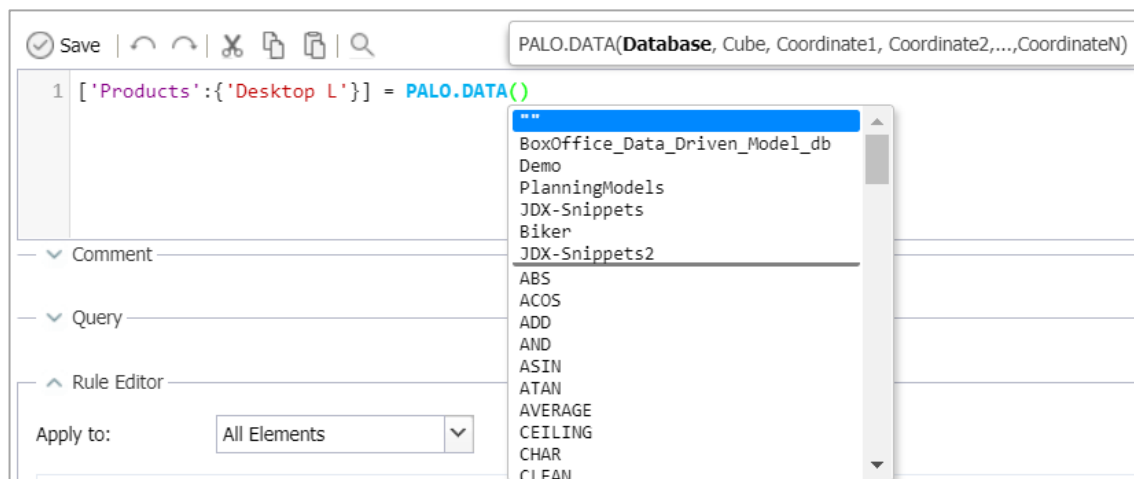 Save
PALO.DATA(Database, Cube, Coordinate1, Coordinate2,...,CoordinateN)
1 ['Products':{'Desktop L'}] = PALO.DATA()
""
BoxOffice_Data_Driven_Model_db
Demo
PlanningModels
JDX-Snippets
Biker
JDX-Snippets2
ABS
ACOS
ADD
AND
ASIN
ATAN
AVERAGE
CEILING
CHAR
CLEAN
Comment
Query
Rule Editor
Apply to: All Elements